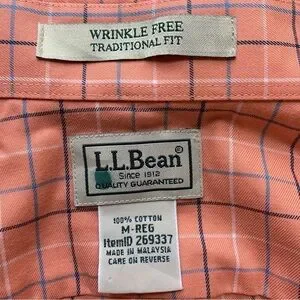 WRINKLE FREE
TRADITIONAL FIT
L.L.Bean®
Since 1912
QUALITY GUARANTEED
100% COTTON
M-REG
ItemID 269337
MADE IN MALAYSIA
CARE ON REVERSE